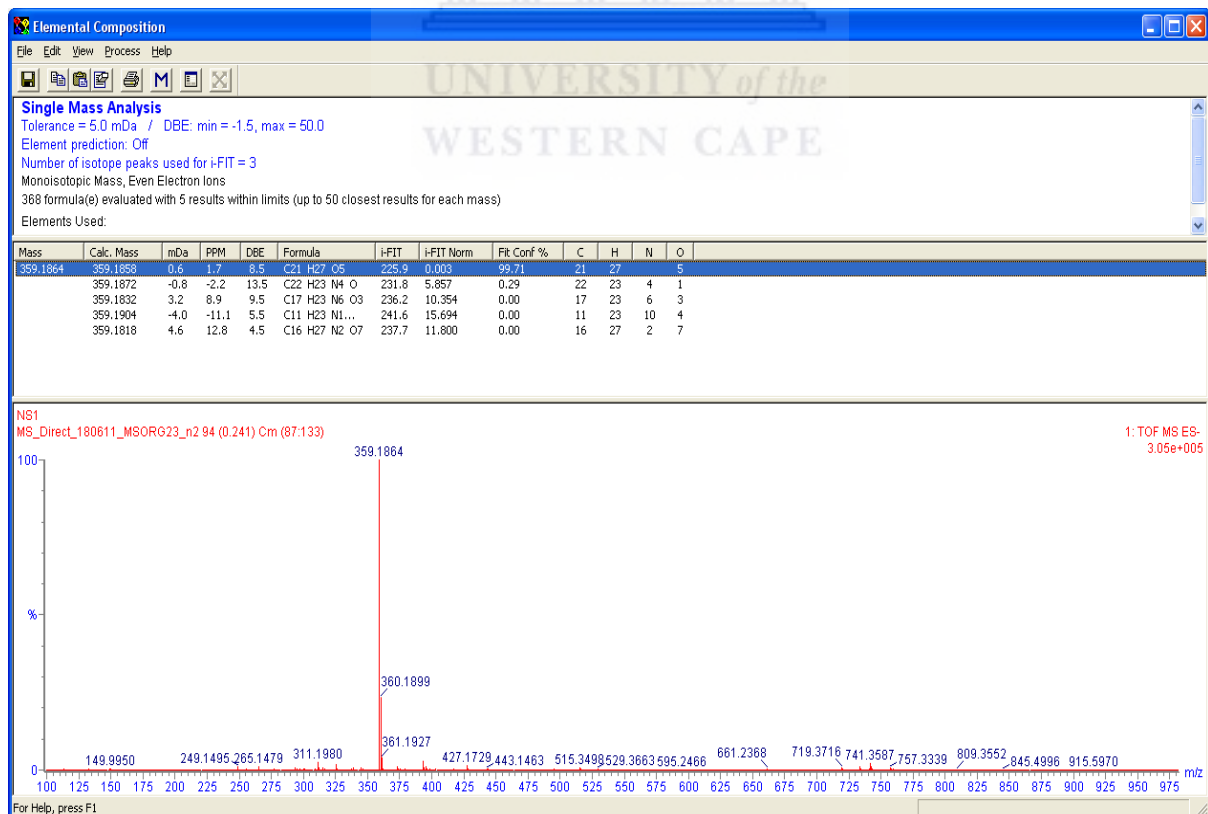 Elemental Composition
File Edit View Process Help
M
UNIVERSITY of the
WESTERN CAPE
Single Mass Analysis
Tolerance = 5.0 mDa / DBE: min = -1.5, max = 50.0
Element prediction: Off
Number of isotope peaks used for i-FIT = 3
Monoisotopic Mass, Even Electron Ions
368 formula(e) evaluated with 5 results within limits (up to 50 closest results for each mass)
Elements Used:
Mass Calc. Mass mDa PPM DBE Formula i-FIT i-FIT Norm Fit Conf % C H N O
359.1864 359.1858 0.6 1.7 8.5 C21 H27 O5 225.9 0.003 99.71 21 27 5
359.1872 -0.8 -2.2 13.5 C22 H23 N4 O 231.8 5.857 0.29 22 23 4 1
359.1832 3.2 8.9 9.5 C17 H23 N6 O3 236.2 10.354 0.00 17 23 6 3
359.1904 -4.0 -11.1 5.5 C11 H23 N1... 241.6 15.694 0.00 11 23 10 4
359.1818 4.6 12.8 4.5 C16 H27 N2 O7 237.7 11.800 0.00 16 27 2 7
NS1
MS_Direct_180611_MSORG23_n2 94 (0.241) Cm (87:133)
1: TOF MS ES-
3.05e+005
100
359.1864
%
360.1899
361.1927
149.9950 249.1495 265.1479 311.1980 427.1729 443.1463 515.3498 529.3663 595.2466 661.2368 719.3716 741.3587 757.3339 809.3552 845.4996 915.5970
0
m/z
100 125 150 175 200 225 250 275 300 325 350 375 400 425 450 475 500 525 550 575 600 625 650 675 700 725 750 775 800 825 850 875 900 925 950 975
For Help, press F1